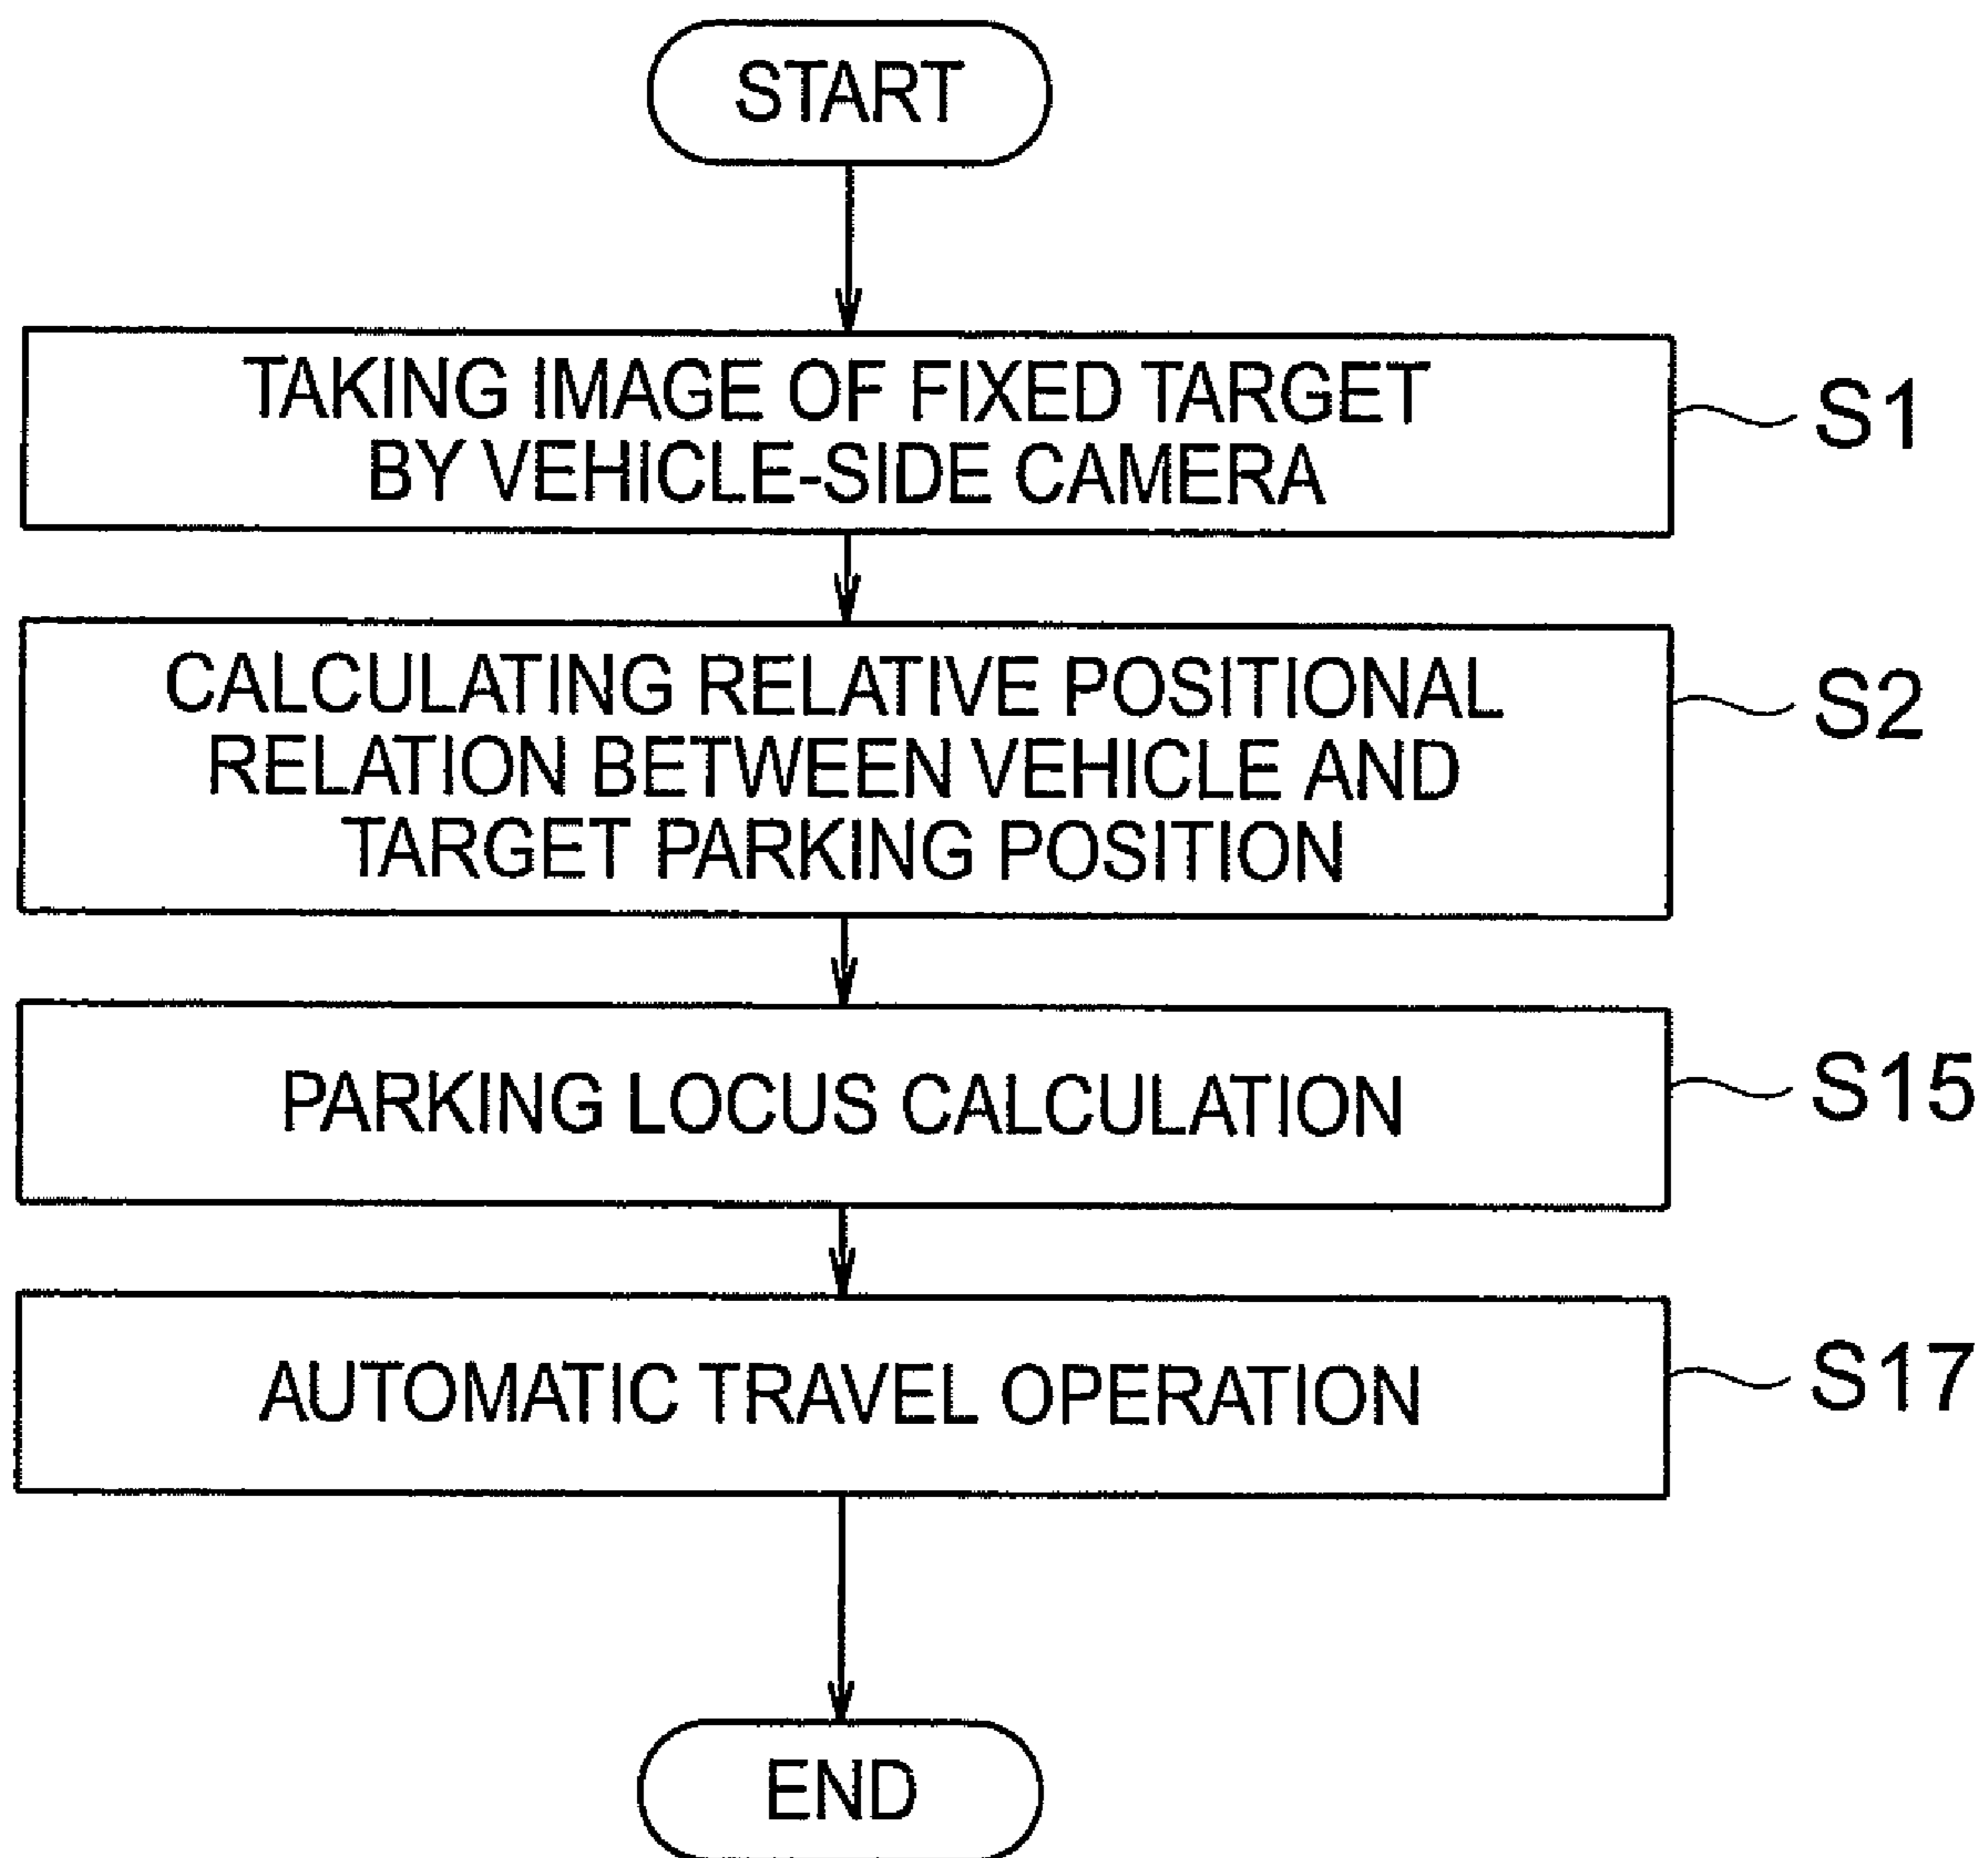 START
TAKING IMAGE OF FIXED TARGET
BY VEHICLE-SIDE CAMERA
S1
CALCULATING RELATIVE POSITIONAL
RELATION BETWEEN VEHICLE AND
TARGET PARKING POSITION
S2
PARKING LOCUS CALCULATION
S15
AUTOMATIC TRAVEL OPERATION
S17
END